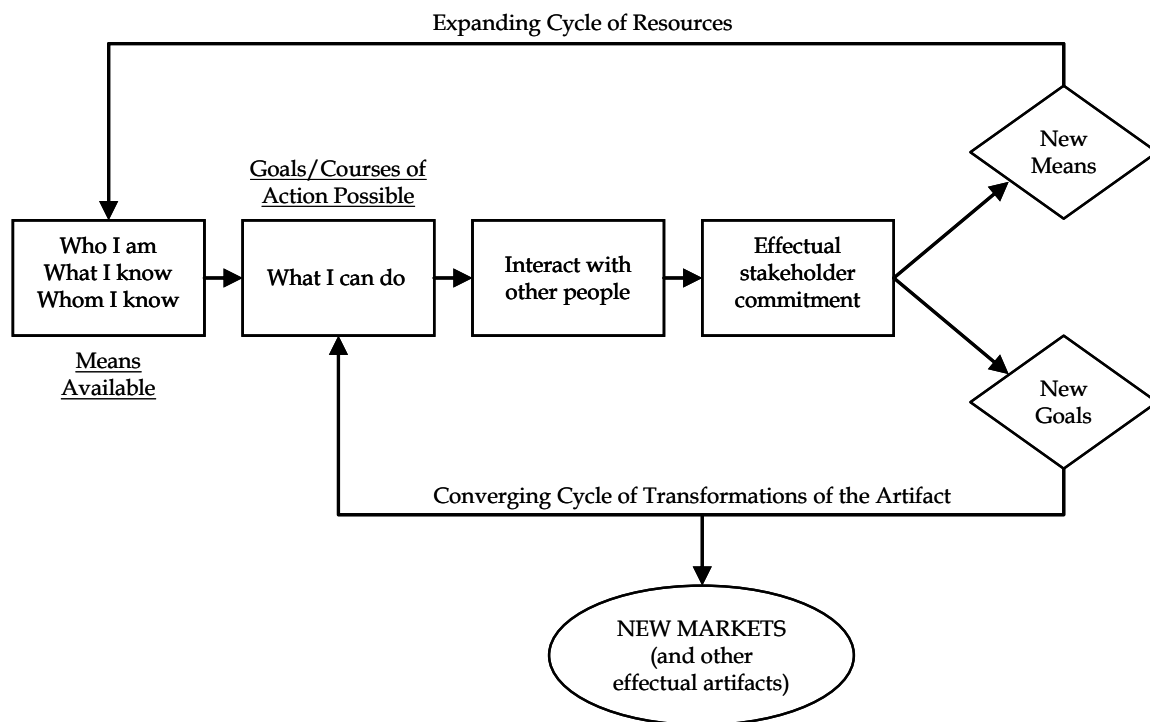 Expanding Cycle of Resources
New
Means
Goals/Courses of
Action Possible
Who I am
What I know
Whom I know
What I can do
Interact with
other people
Effectual
stakeholder
commitment
Means
Available
New
Goals
Converging Cycle of Transformations of the Artifact
NEW MARKETS
(and other
effectual artifacts)